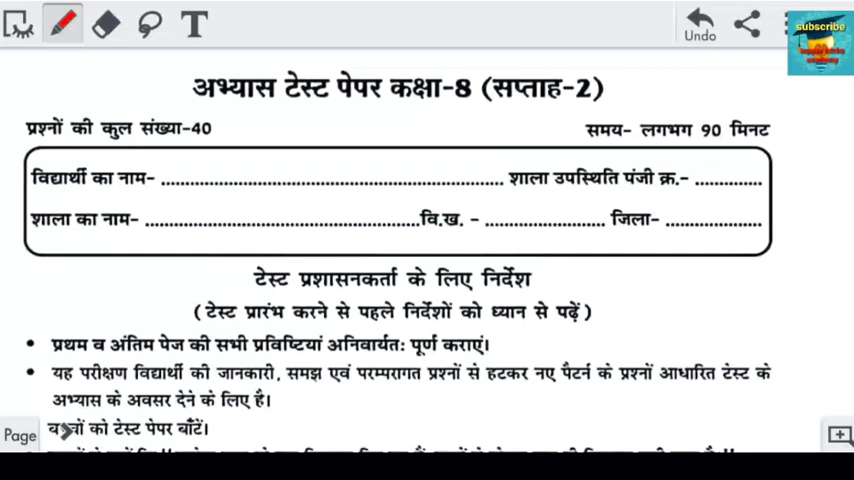 Undo
subscribe
अभ्यास टेस्ट पेपर कक्षा-8 (सप्ताह-2)
प्रश्नों की कुल संख्या-40 समय- लगभग 90 मिनट
विद्यार्थी का नाम- ............................................................ शाला उपस्थिति पंजी क्र.- ..............
शाला का नाम- ................................................वि.ख. - ......................... जिला- ....................
टेस्ट प्रशासनकर्ता के लिए निर्देश
(टेस्ट प्रारंभ करने से पहले निर्देशों को ध्यान से पढ़ें)
• प्रथम व अंतिम पेज की सभी प्रविष्टियां अनिवार्यतः पूर्ण कराएं।
• यह परीक्षण विद्यार्थी की जानकारी, समझ एवं परम्परागत प्रश्नों से हटकर नए पैटर्न के प्रश्नों आधारित टेस्ट के
अभ्यास के अवसर देने के लिए है।
Page
को टेस्ट पेपर बाँटें।